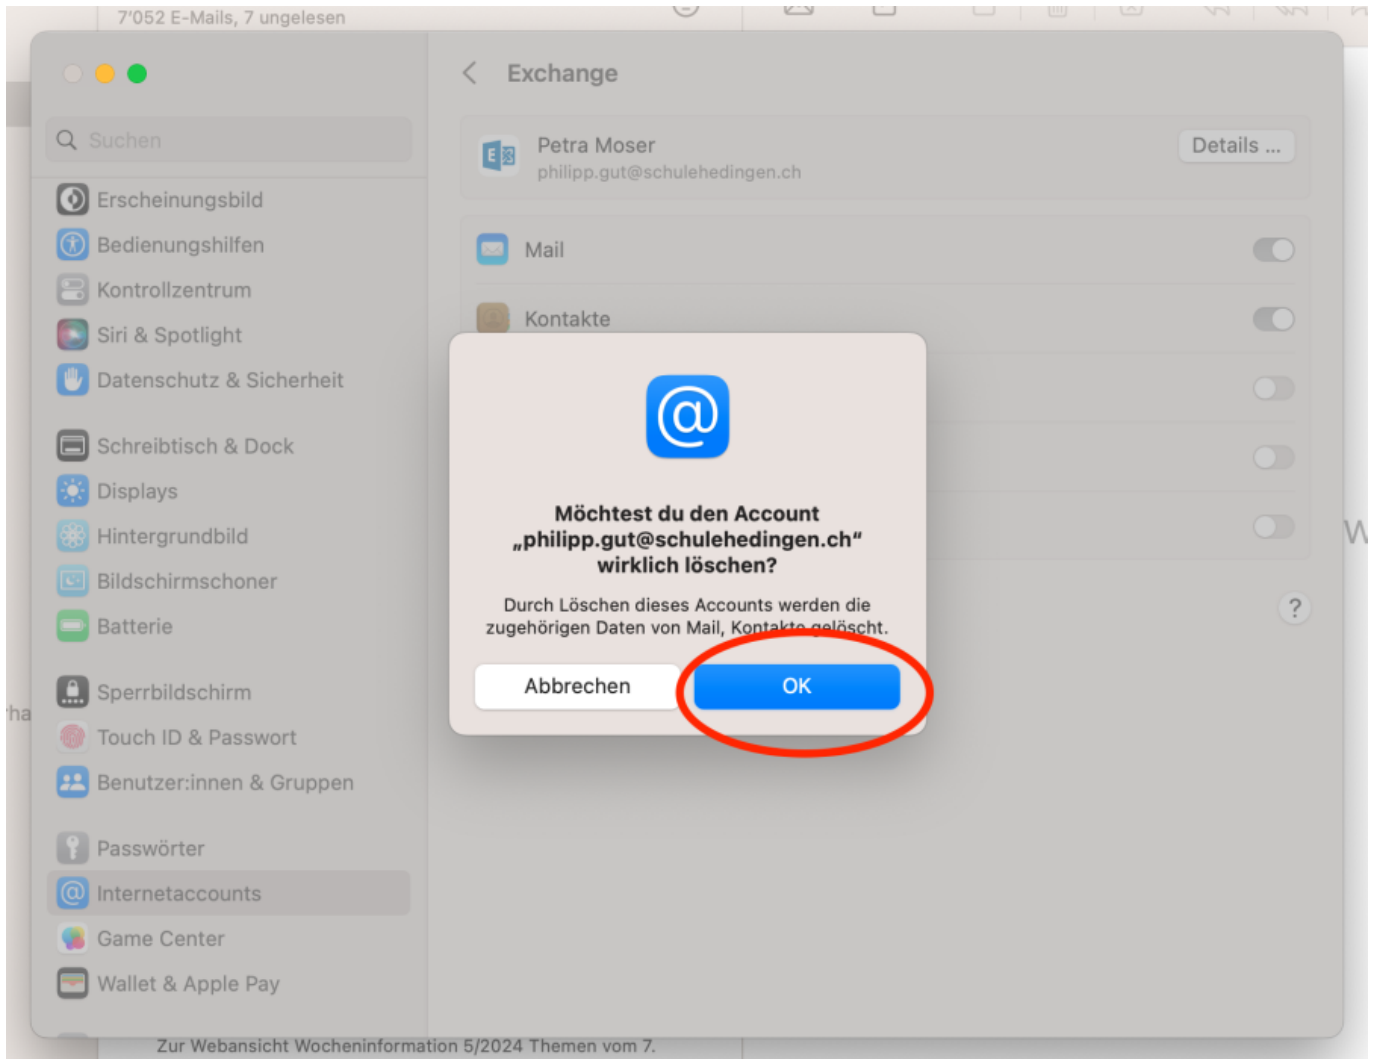 7’052 E-Mails, 7 ungelesen
Exchange
Suchen
Petra Moser
philipp.gut@schulehedingen.ch
Details ...
Erscheinungsbild
Bedienungshilfen
Kontrollzentrum
Siri & Spotlight
Datenschutz & Sicherheit
Schreibtisch & Dock
Displays
Hintergrundbild
Bildschirmschoner
Batterie
Sperrbildschirm
Touch ID & Passwort
Benutzer:innen & Gruppen
Passwörter
Internetaccounts
Game Center
Wallet & Apple Pay
Mail
Kontakte
@
Möchtest du den Account
„philipp.gut@schulehedingen.ch“
wirklich löschen?
Durch Löschen dieses Accounts werden die
zugehörigen Daten von Mail, Kontakte gelöscht.
Abbrechen
OK
?
W
rha
Zur Webansicht Wocheninformation 5/2024 Themen vom 7.